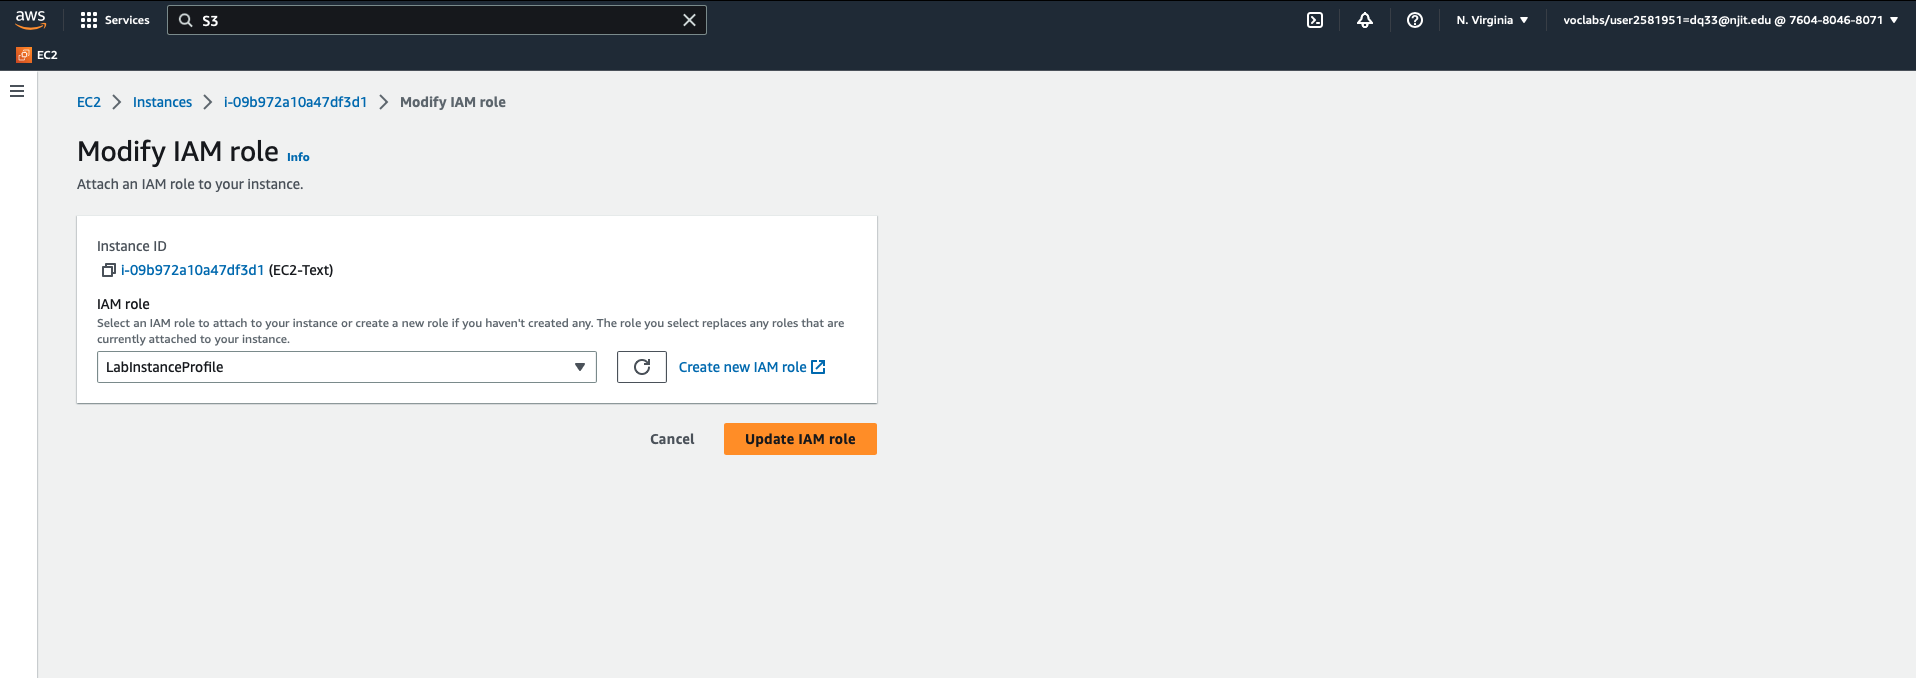 aws
Services
S3
N. Virginia
voclabs/user2581951=dq33@njit.edu @ 7604-8046-8071
EC2
EC2 > Instances > i-09b972a10a47df3d1 > Modify IAM role
Modify IAM role Info
Attach an IAM role to your instance.
Instance ID
i-09b972a10a47df3d1 (EC2-Text)
IAM role
Select an IAM role to attach to your instance or create a new role if you haven't created any. The role you select replaces any roles that are
currently attached to your instance.
LabInstanceProfile
Create new IAM role
Cancel
Update IAM role